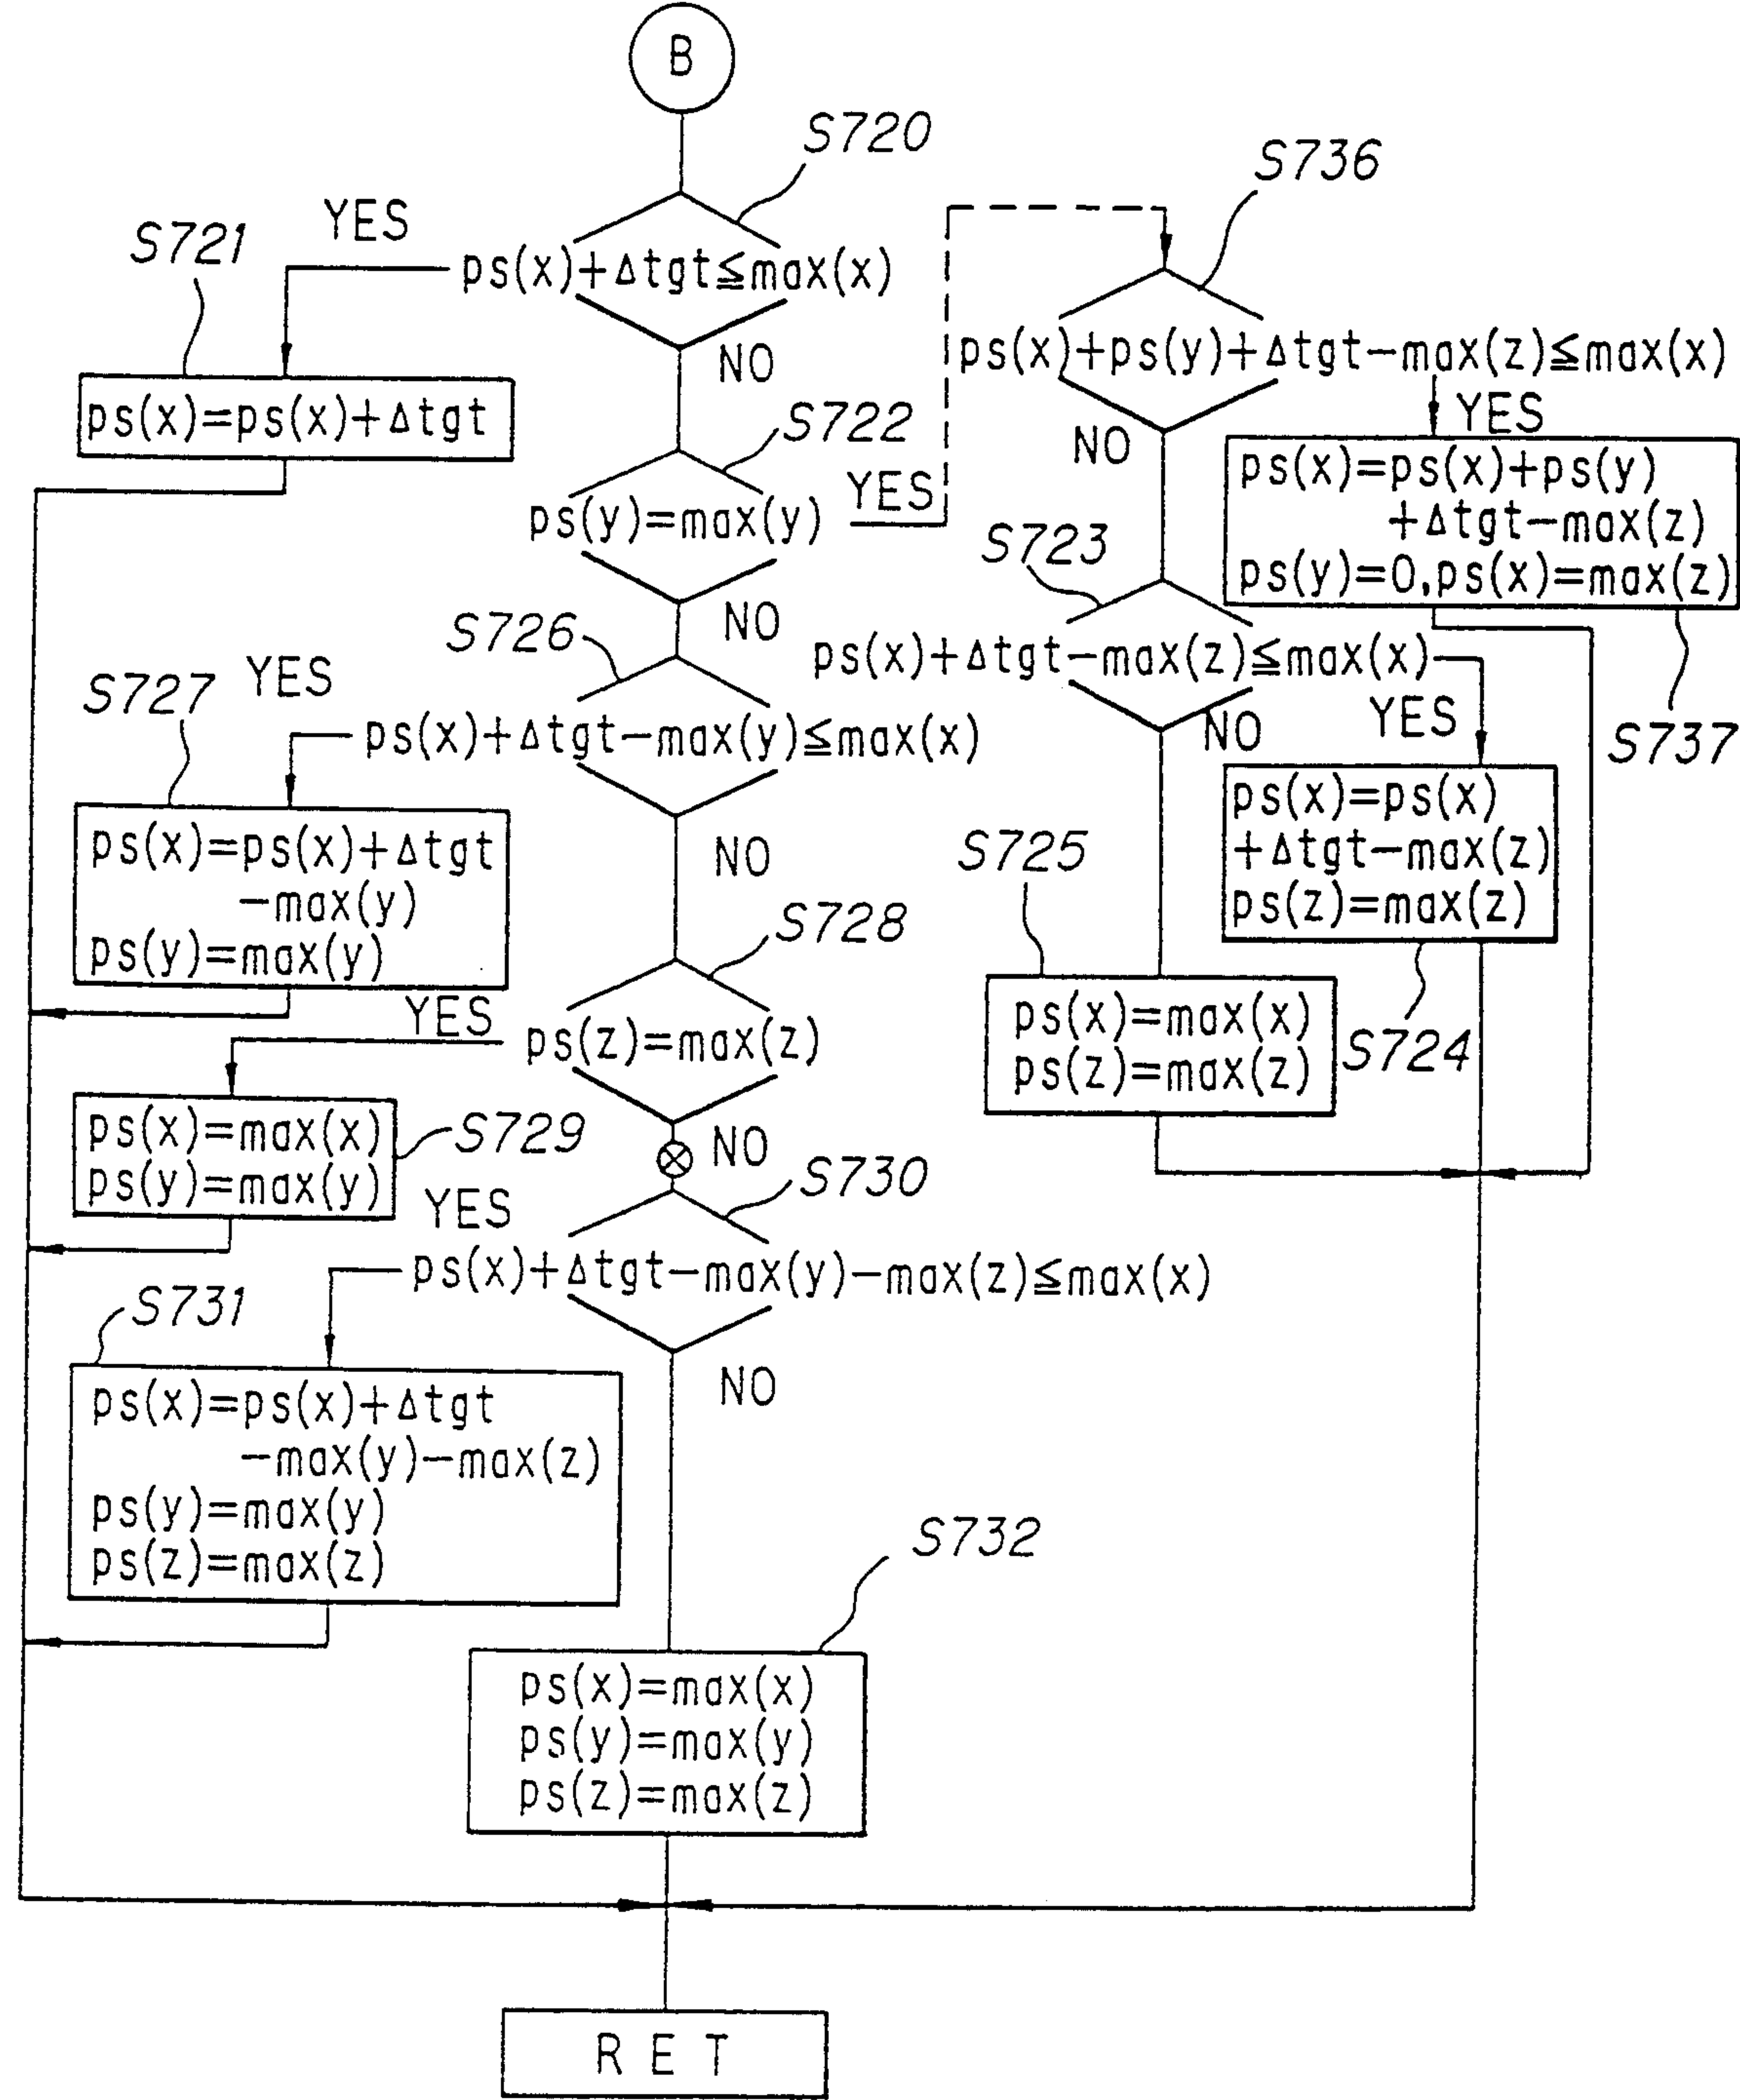 B
S720
S736
YES
S721
ps(x)+Δtgt≦max(x)
NO
ps(x)+ps(y)+Δtgt−max(z)≦max(x)
YES
NO
ps(x)=ps(x)+Δtgt
S722
YES
ps(y)=max(y)
NO
ps(x)=ps(x)+ps(y)
+Δtgt−max(z)
ps(y)=0,ps(x)=max(z)
S737
S723
ps(x)+Δtgt−max(z)≦max(x)
YES
NO
S726
YES
S727
ps(x)+Δtgt−max(y)≦max(x)
NO
ps(x)=ps(x)+Δtgt
−max(y)
ps(y)=max(y)
ps(x)=ps(x)
+Δtgt−max(z)
ps(z)=max(z)
S724
S725
ps(x)=max(x)
ps(z)=max(z)
S728
YES
ps(z)=max(z)
NO
ps(x)=max(x)
ps(y)=max(y)
S729
S730
YES
ps(x)+Δtgt−max(y)−max(z)≦max(x)
NO
S731
ps(x)=ps(x)+Δtgt
−max(y)−max(z)
ps(y)=max(y)
ps(z)=max(z)
S732
ps(x)=max(x)
ps(y)=max(y)
ps(z)=max(z)
RET